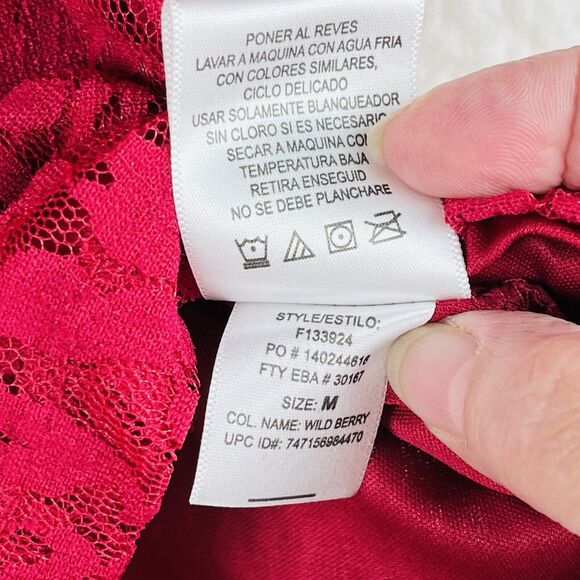 PONER AL REVES
LAVAR A MAQUINA CON AGUA FRIA
CON COLORES SIMILARES,
CICLO DELICADO
USAR SOLAMENTE BLANQUEADOR
SIN CLORO SI ES NECESARIO
SECAR A MAQUINA CON
TEMPERATURA BAJA
RETIRA ENSEGUID
NO SE DEBE PLANCHARE
STYLE/ESTILO:
F133924
PO # 140244616
FTY EBA # 30167
SIZE: M
COL. NAME: WILD BERRY
UPC ID#: 747156984470